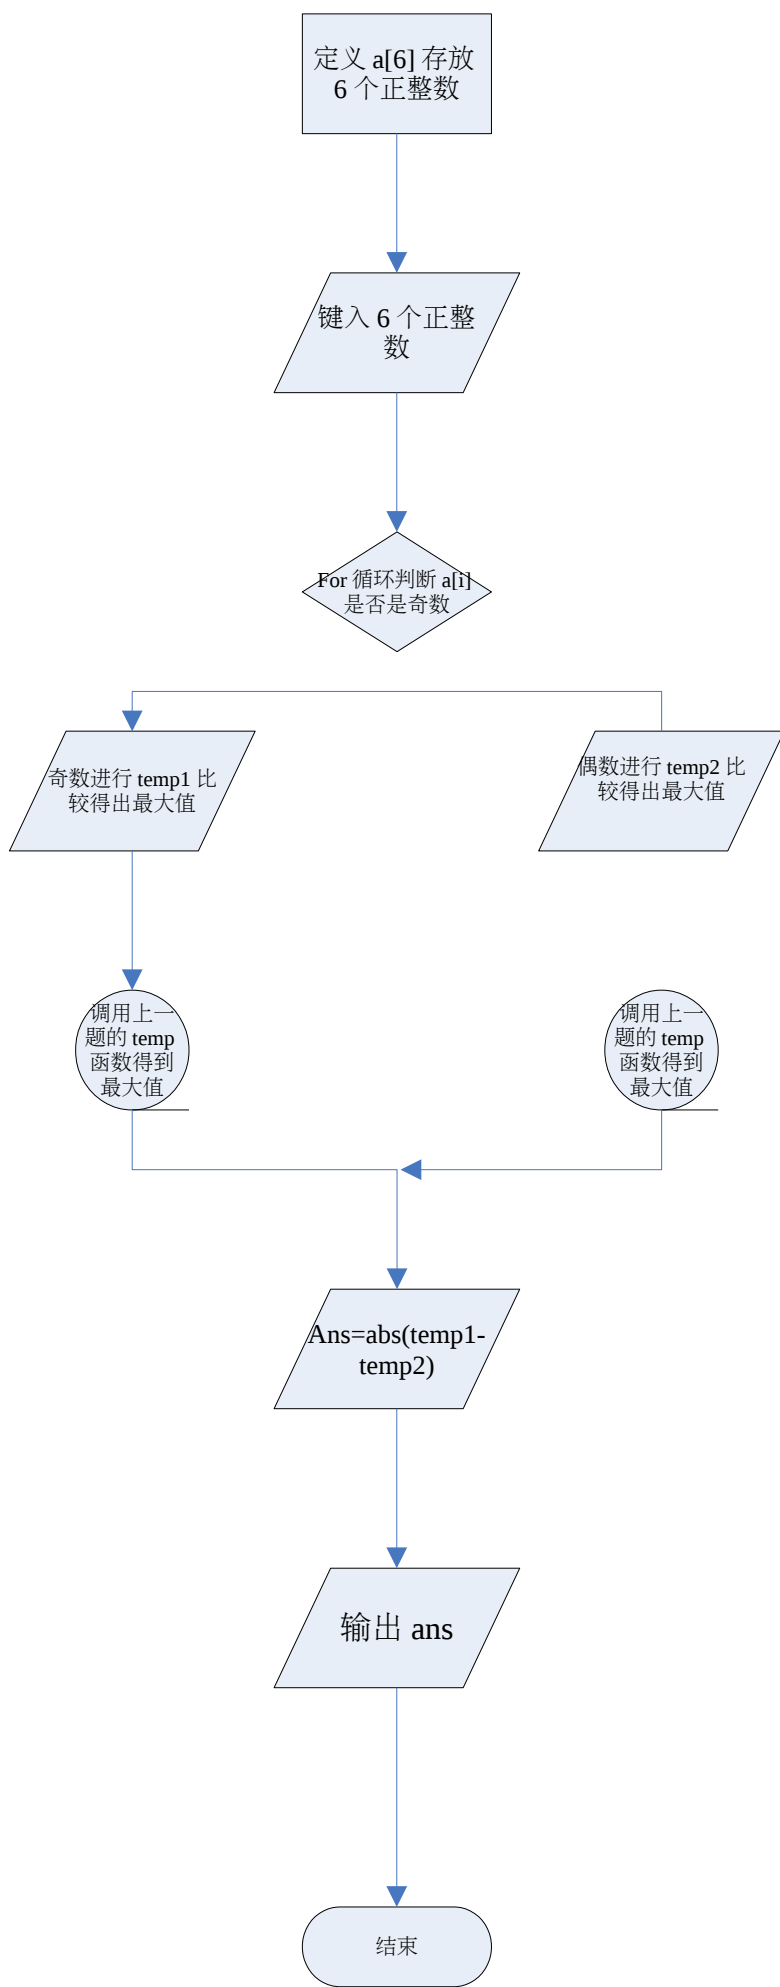 定义 a[6] 存放
6 个正整数
键入 6 个正整
数
For 循环判断 a[i]
是否是奇数
奇数进行 temp1 比
较得出最大值
偶数进行 temp2 比
较得出最大值
调用上一
题的 temp
函数得到
最大值
调用上一
题的 temp
函数得到
最大值
Ans=abs(temp1-
temp2)
输出 ans
结束